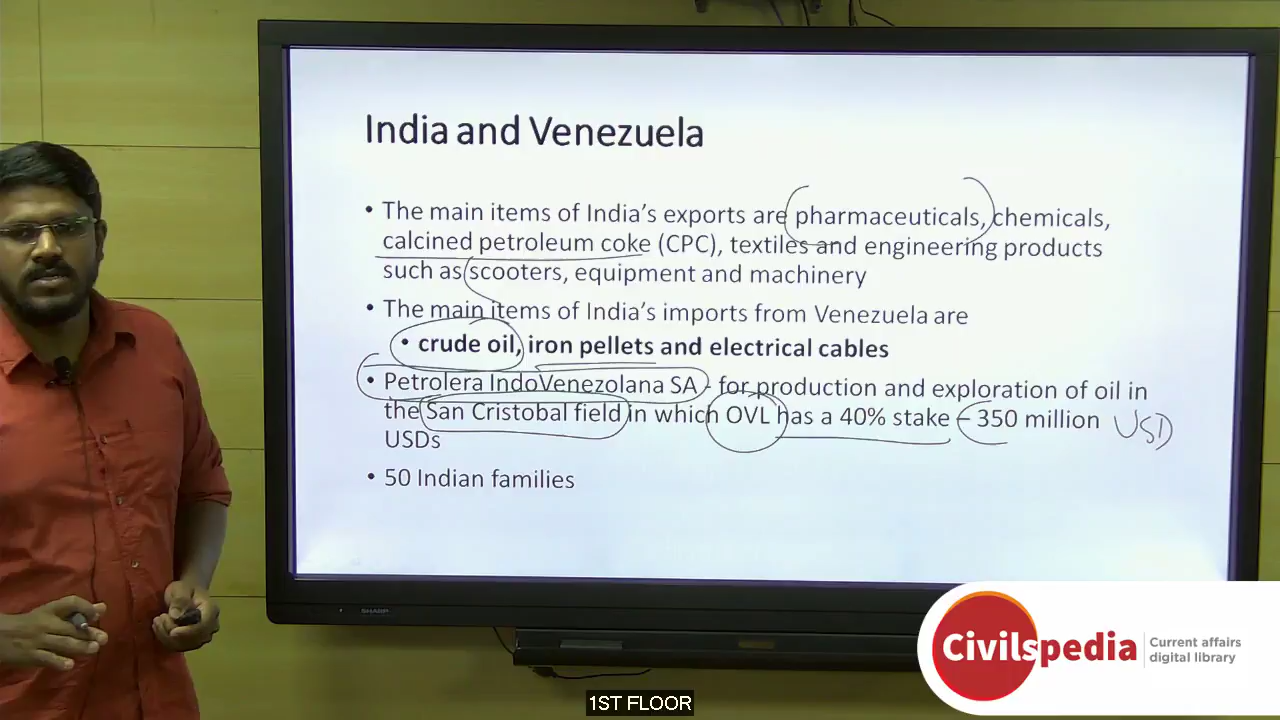 India and Venezuela
• The main items of India's exports are pharmaceuticals, chemicals,
calcined petroleum coke (CPC), textiles and engineering products
such as scooters, equipment and machinery
• The main items of India's imports from Venezuela are
• crude oil, iron pellets and electrical cables
• Petrolera IndoVenezolana SA - for production and exploration of oil in
the San Cristobal field in which OVL has a 40% stake – 350 million USD
USDs
• 50 Indian families
SHARP
Civilspedia
Current affairs
digital library
1ST FLOOR